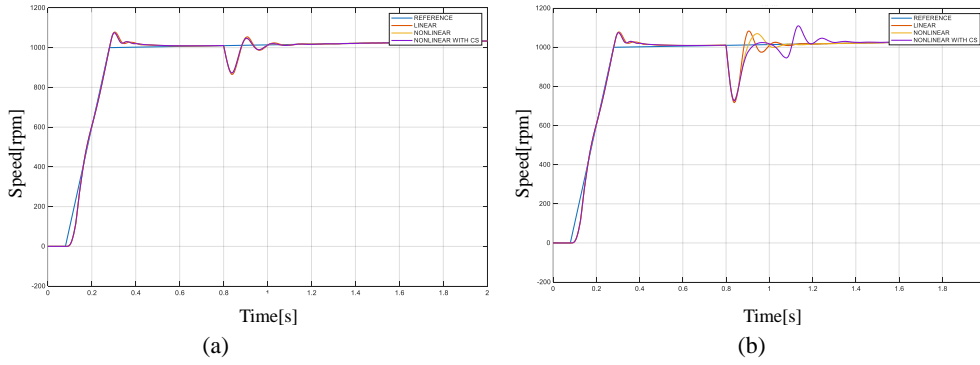 REFERENCE
LINEAR
NONLINEAR
NONLINEAR WITH CS
1200
1000
800
600
400
200
0
-200
Speed[rpm]
0 0.2 0.4 0.6 0.8 1 1.2 1.4 1.6 1.8 2
Time[s]
(a)
REFERENCE
LINEAR
NONLINEAR
NONLINEAR WITH CS
1200
1000
800
600
400
200
0
-200
Speed[rpm]
0 0.2 0.4 0.6 0.8 1 1.2 1.4 1.6 1.8
Time[s]
(b)